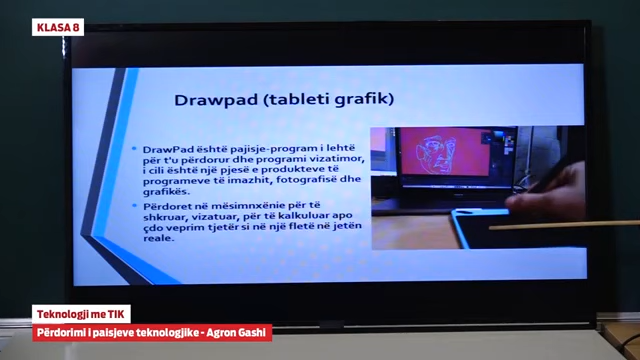 KLASA 8
Drawpad (tableti grafik)
• DrawPad është pajisje-program i lehtë
për t'u përdorur dhe programi vizatimor,
i cili është një pjesë e produkteve të
programeve të imazhit, fotografisë dhe
grafikës.
• Përdoret në mësimnxënie për të
shkruar, vizatuar, për të kalkuluar apo
çdo veprim tjetër si në një fletë në jetën
reale.
Teknologji me TIK
Përdorimi i paisjeve teknologjike - Agron Gashi